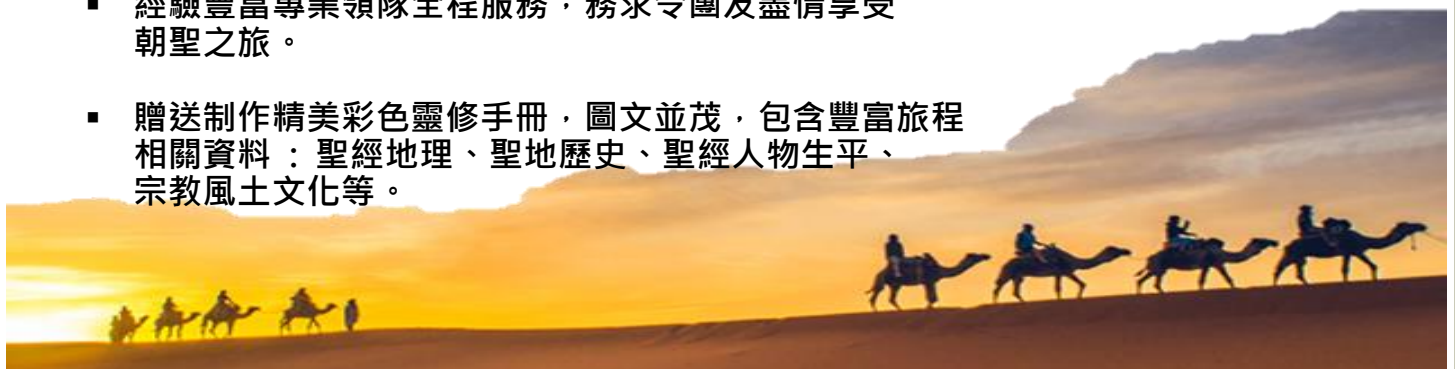 ▪ 經驗豐富專業領隊全程服務，務求令團友盡情享受
朝聖之旅。
▪ 贈送制作精美彩色靈修手冊，圖文並茂，包含豐富旅程
相關資料 : 聖經地理、聖地歷史、聖經人物生平、
宗教風土文化等。